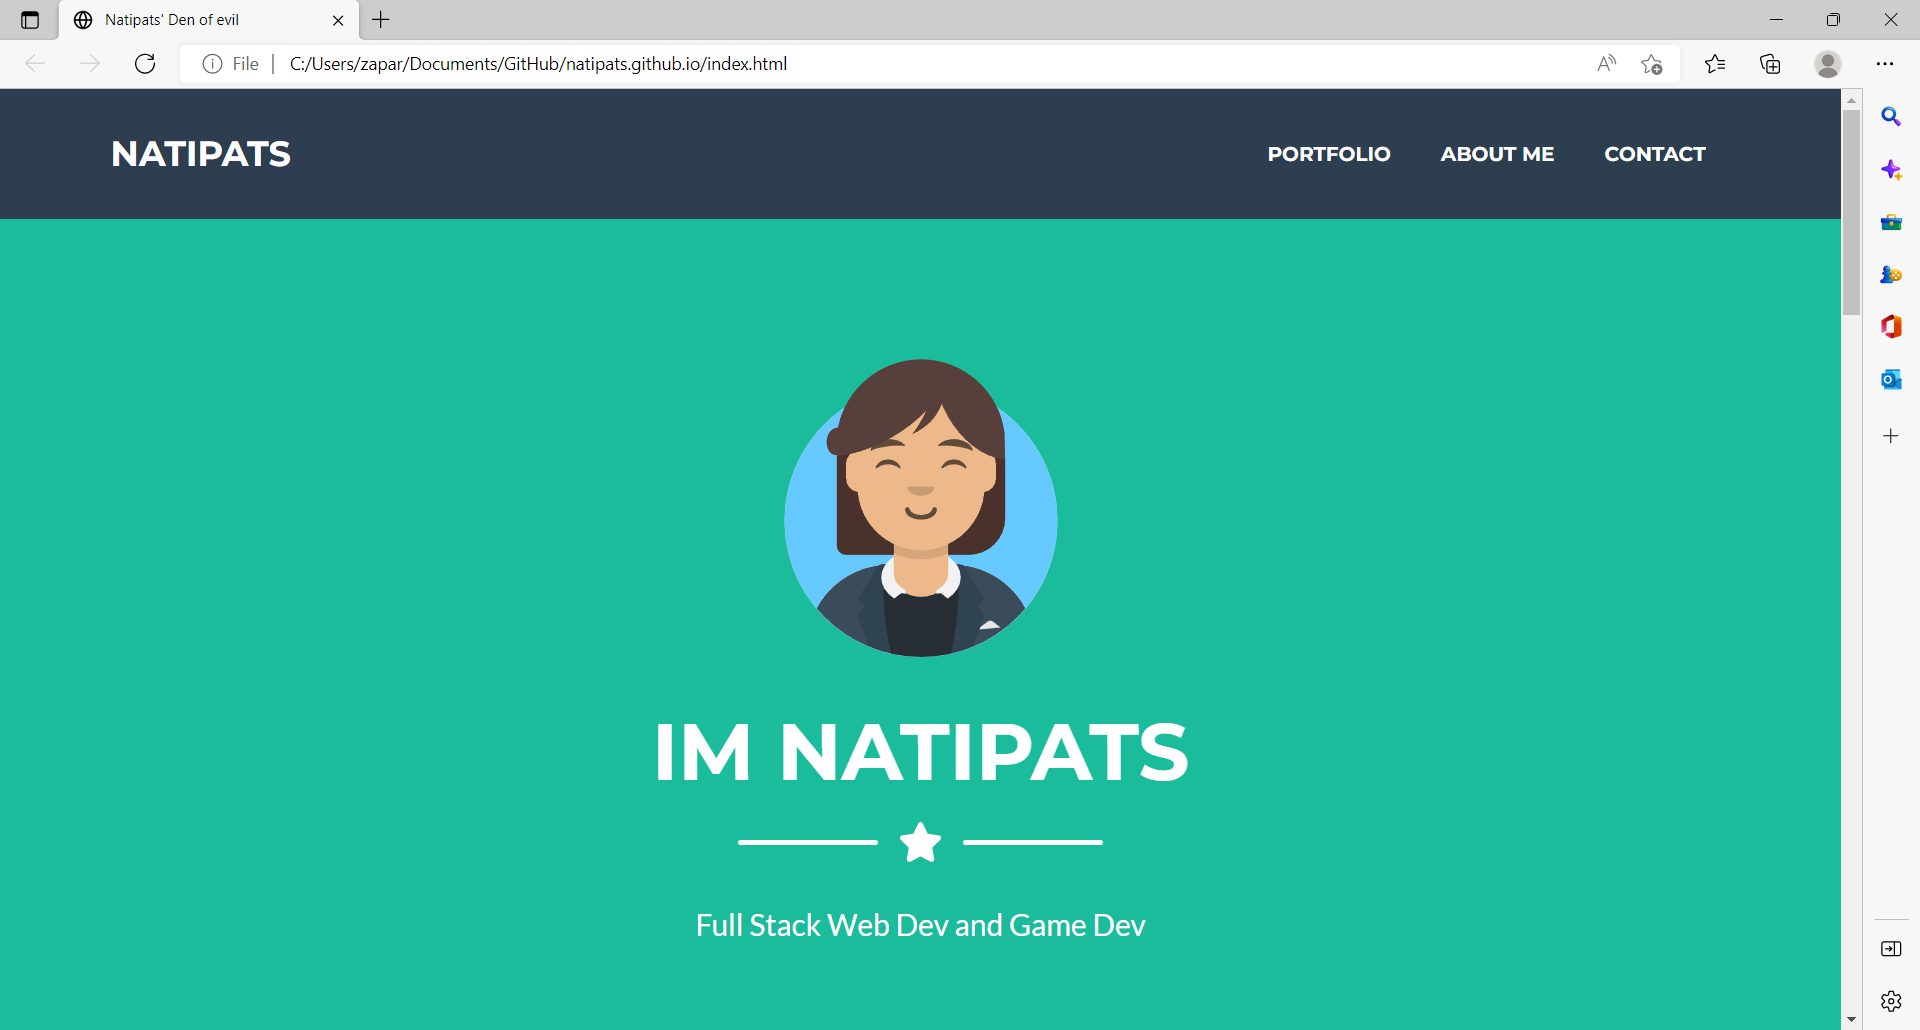 Natipats' Den of evil
File C:/Users/zapar/Documents/GitHub/natipats.github.io/index.html
NATIPATS PORTFOLIO ABOUT ME CONTACT
IM NATIPATS
Full Stack Web Dev and Game Dev